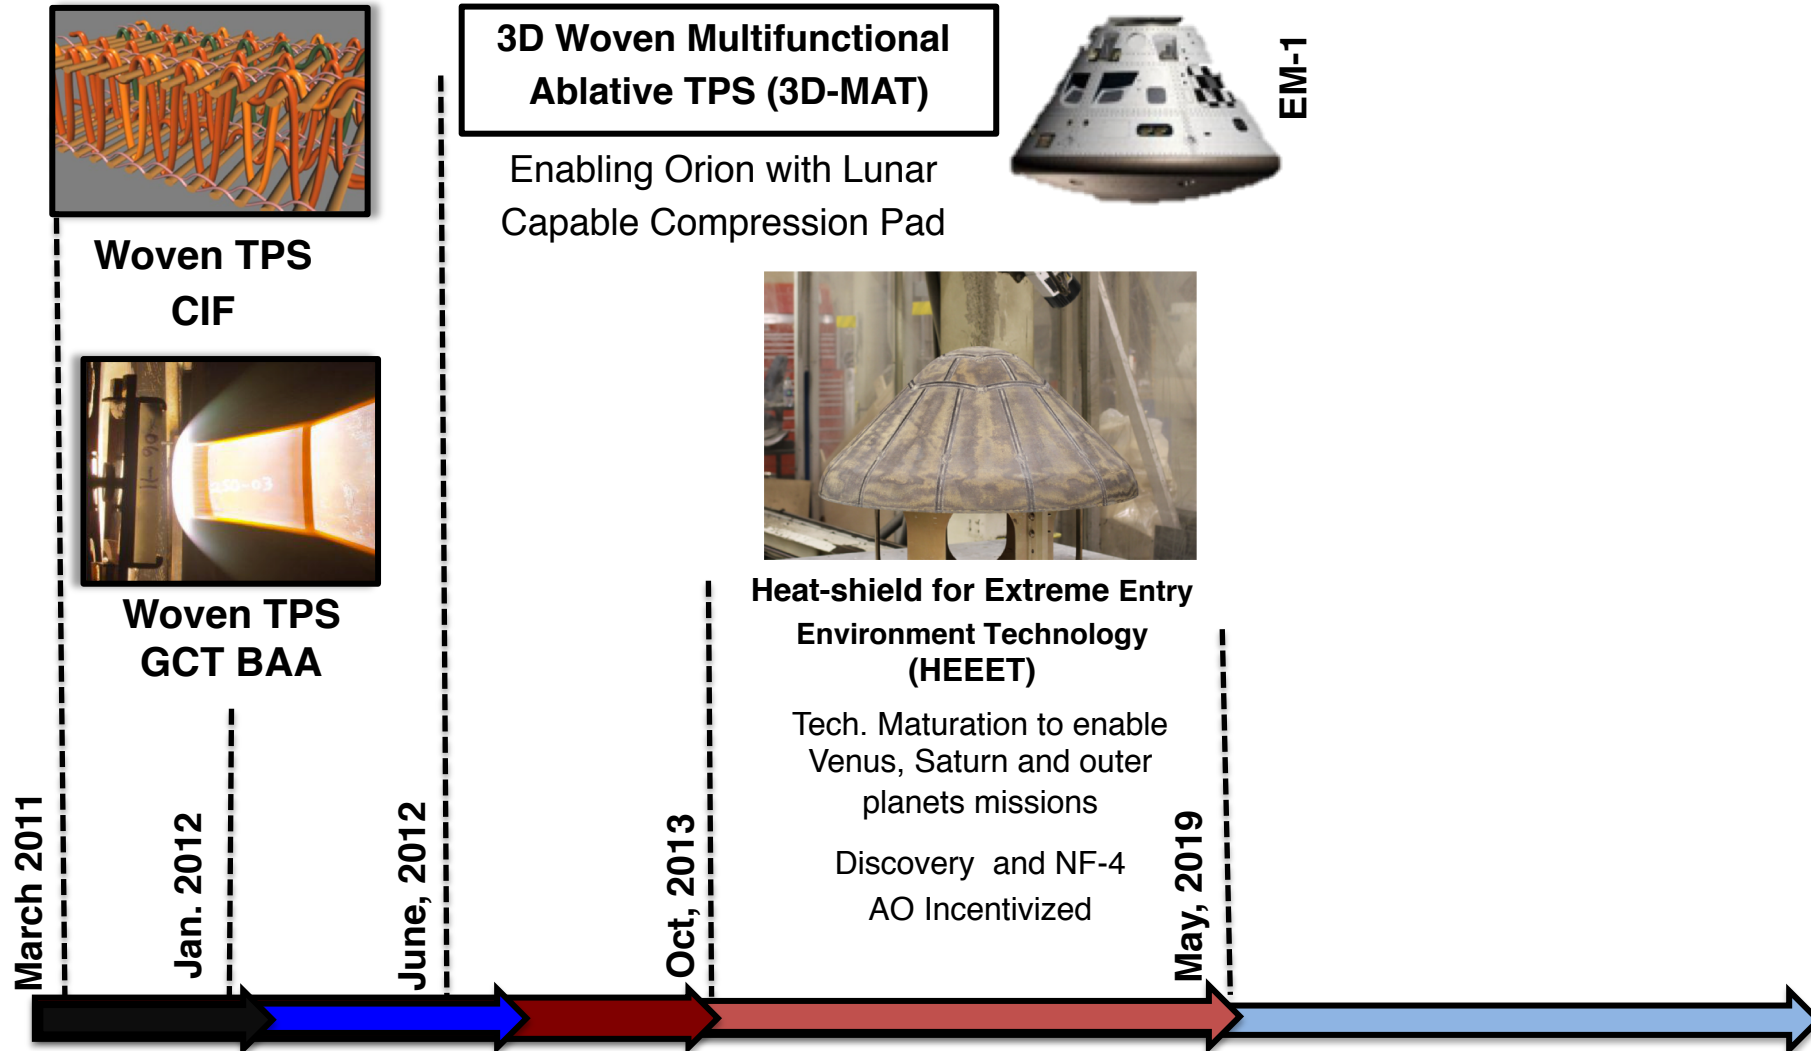 3D Woven Multifunctional
Ablative TPS (3D-MAT)
EM-1
Enabling Orion with Lunar
Capable Compression Pad
Woven TPS
CIF
Woven TPS
GCT BAA
Heat-shield for Extreme Entry
Environment Technology
(HEEET)
Tech. Maturation to enable
Venus, Saturn and outer
planets missions
Discovery and NF-4
AO Incentivized
March 2011
Jan. 2012
June, 2012
Oct, 2013
May, 2019